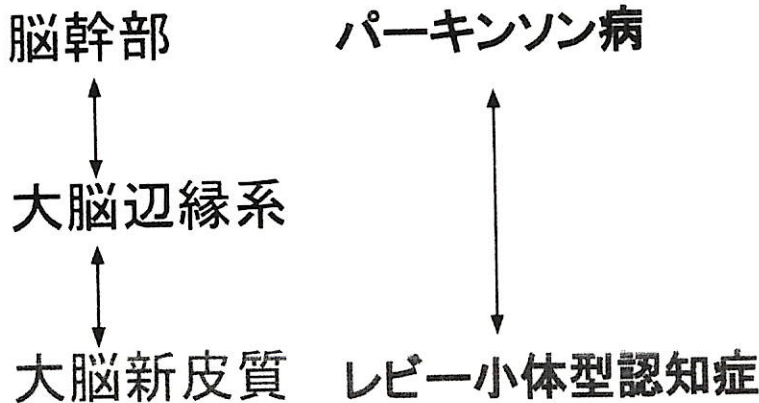 脳幹部
パーキンソン病
大脳辺縁系
大脳新皮質
レビー小体型認知症